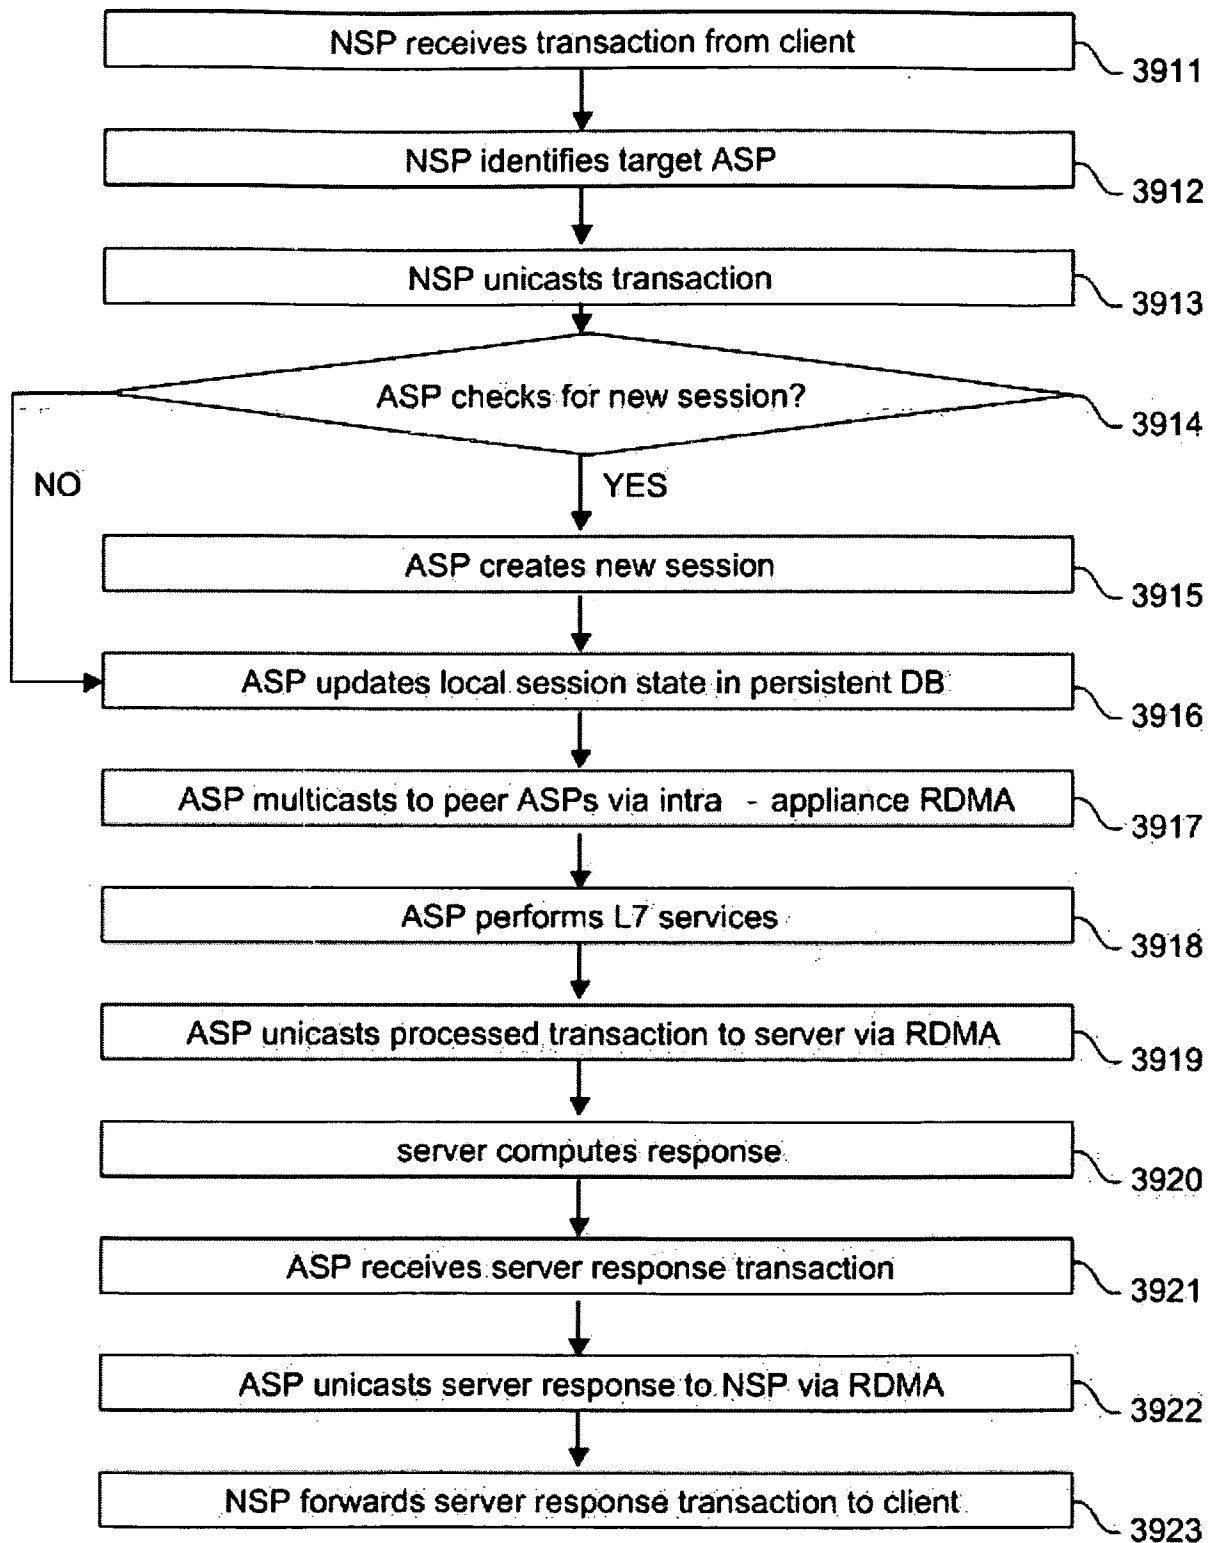 NSP receives transaction from client
3911
NSP identifies target ASP
3912
NSP unicasts transaction
3913
ASP checks for new session?
3914
NO
YES
ASP creates new session
3915
ASP updates local session state in persistent DB
3916
ASP multicasts to peer ASPs via intra - appliance RDMA
3917
ASP performs L7 services
3918
ASP unicasts processed transaction to server via RDMA
3919
server computes response
3920
ASP receives server response transaction
3921
ASP unicasts server response to NSP via RDMA
3922
NSP forwards server response transaction to client
3923